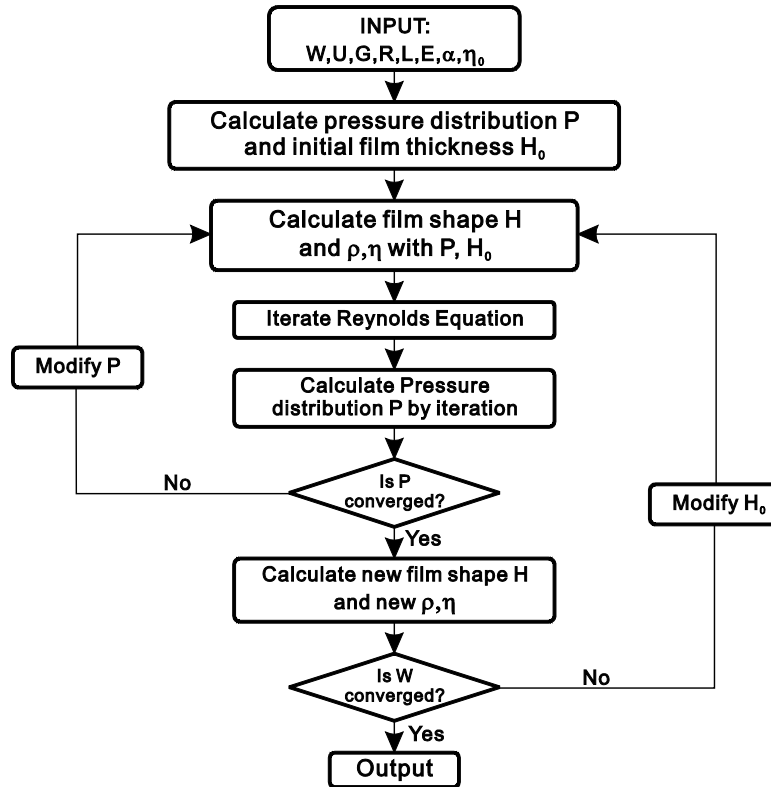 INPUT:
W,U,G,R,L,E,α,η₀
Calculate pressure distribution P
and initial film thickness H₀
Calculate film shape H
and ρ,η with P, H₀
Iterate Reynolds Equation
Modify P
Calculate Pressure
distribution P by iteration
Is P
converged?
No
Modify H₀
Yes
Calculate new film shape H
and new ρ,η
Is W
converged?
No
Yes
Output